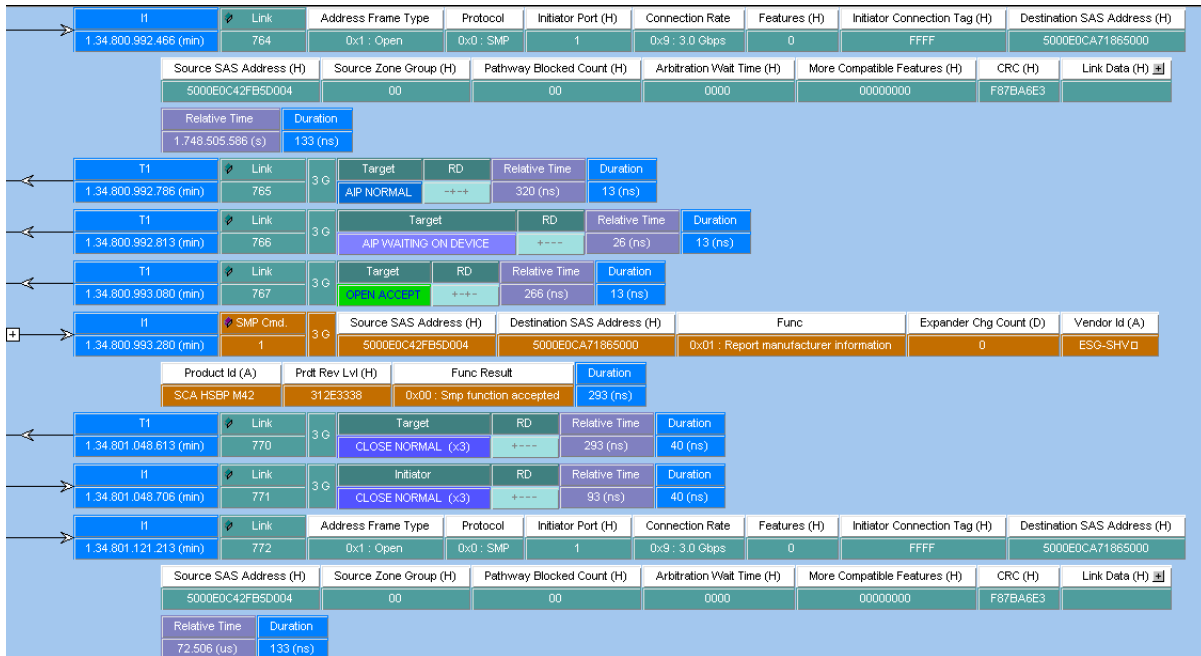 I1 Link Address Frame Type Protocol Initiator Port (H) Connection Rate Features (H) Initiator Connection Tag (H) Destination SAS Address (H)
1.34.800.992.466 (min) 764 0x1 : Open 0x0 : SMP 1 0x9 : 3.0 Gbps 0 FFFF 5000E0CA71865000
Source SAS Address (H) Source Zone Group (H) Pathway Blocked Count (H) Arbitration Wait Time (H) More Compatible Features (H) CRC (H) Link Data (H) +
5000E0C42FB5D004 00 00 0000 00000000 F87BA6E3
Relative Time Duration
1.748.505.586 (s) 133 (ns)
T1 Link 3 G Target RD Relative Time Duration
1.34.800.992.786 (min) 765 AIP NORMAL -+-+ 320 (ns) 13 (ns)
T1 Link 3 G Target RD Relative Time Duration
1.34.800.992.813 (min) 766 AIP WAITING ON DEVICE +--- 26 (ns) 13 (ns)
T1 Link 3 G Target RD Relative Time Duration
1.34.800.993.080 (min) 767 OPEN ACCEPT +-+- 266 (ns) 13 (ns)
+ I1 SMP Cmd. 3 G Source SAS Address (H) Destination SAS Address (H) Func Expander Chg Count (D) Vendor Id (A)
1.34.800.993.280 (min) 1 5000E0C42FB5D004 5000E0CA71865000 0x01 : Report manufacturer information 0 ESG-SHV□
Product Id (A) Prdt Rev Lvl (H) Func Result Duration
SCA HSBP M42 312E3338 0x00 : Smp function accepted 293 (ns)
T1 Link 3 G Target RD Relative Time Duration
1.34.801.048.613 (min) 770 CLOSE NORMAL (x3) +--- 293 (ns) 40 (ns)
I1 Link 3 G Initiator RD Relative Time Duration
1.34.801.048.706 (min) 771 CLOSE NORMAL (x3) +--- 93 (ns) 40 (ns)
I1 Link Address Frame Type Protocol Initiator Port (H) Connection Rate Features (H) Initiator Connection Tag (H) Destination SAS Address (H)
1.34.801.121.213 (min) 772 0x1 : Open 0x0 : SMP 1 0x9 : 3.0 Gbps 0 FFFF 5000E0CA71865000
Source SAS Address (H) Source Zone Group (H) Pathway Blocked Count (H) Arbitration Wait Time (H) More Compatible Features (H) CRC (H) Link Data (H) +
5000E0C42FB5D004 00 00 0000 00000000 F87BA6E3
Relative Time Duration
72.506 (us) 133 (ns)